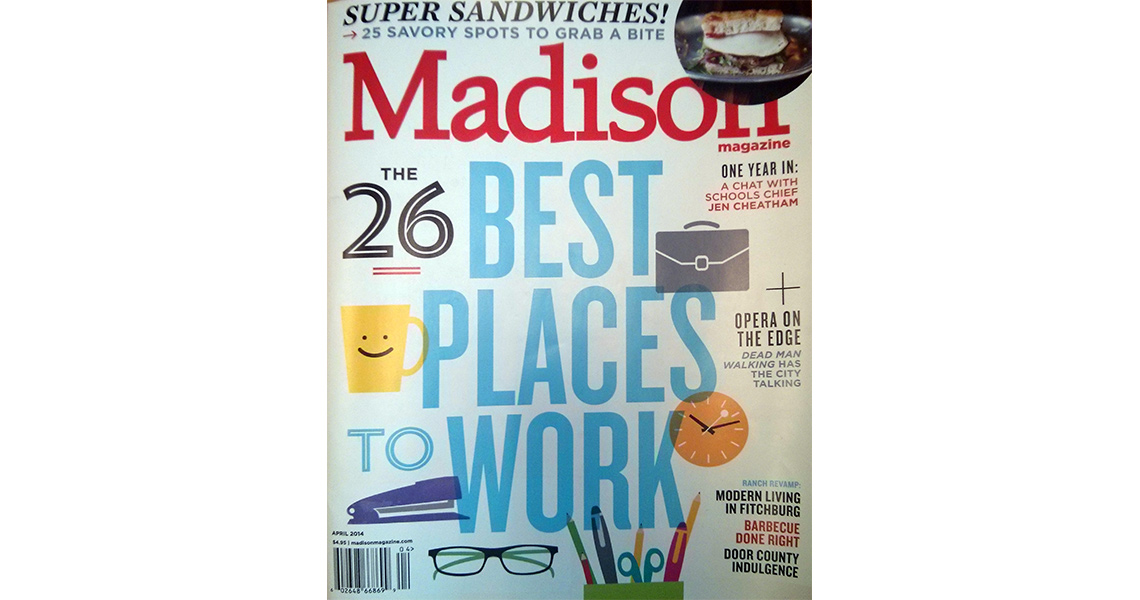 SUPER SANDWICHES!
→ 25 SAVORY SPOTS TO GRAB A BITE
Madison
magazine
THE
26
BEST
PLACES
TO WORK
ONE YEAR IN:
A CHAT WITH
SCHOOLS CHIEF
JEN CHEATHAM
+
OPERA ON
THE EDGE
DEAD MAN
WALKING HAS
THE CITY
TALKING
RANCH REVAMP:
MODERN LIVING
IN FITCHBURG
BARBECUE
DONE RIGHT
DOOR COUNTY
INDULGENCE
APRIL 2014
$4.95 | madisonmagazine.com
04>
02648 66869